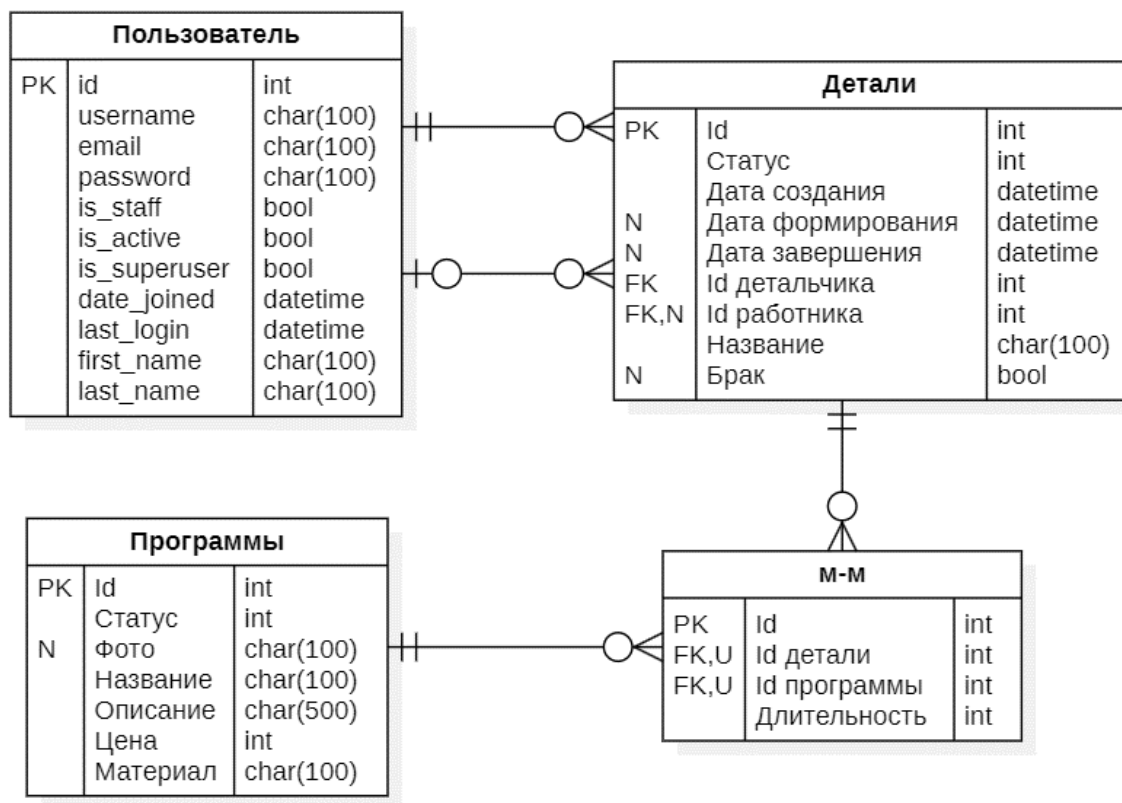 Пользователь
PK id int
username char(100)
email char(100)
password char(100)
is_staff bool
is_active bool
is_superuser bool
date_joined datetime
last_login datetime
first_name char(100)
last_name char(100)
Детали
PK Id int
Статус int
Дата создания datetime
N Дата формирования datetime
N Дата завершения datetime
FK Id детальчика int
FK,N Id работника int
Название char(100)
N Брак bool
Программы
PK Id int
Статус int
N Фото char(100)
Название char(100)
Описание char(500)
Цена int
Материал char(100)
м-м
PK Id int
FK,U Id детали int
FK,U Id программы int
Длительность int